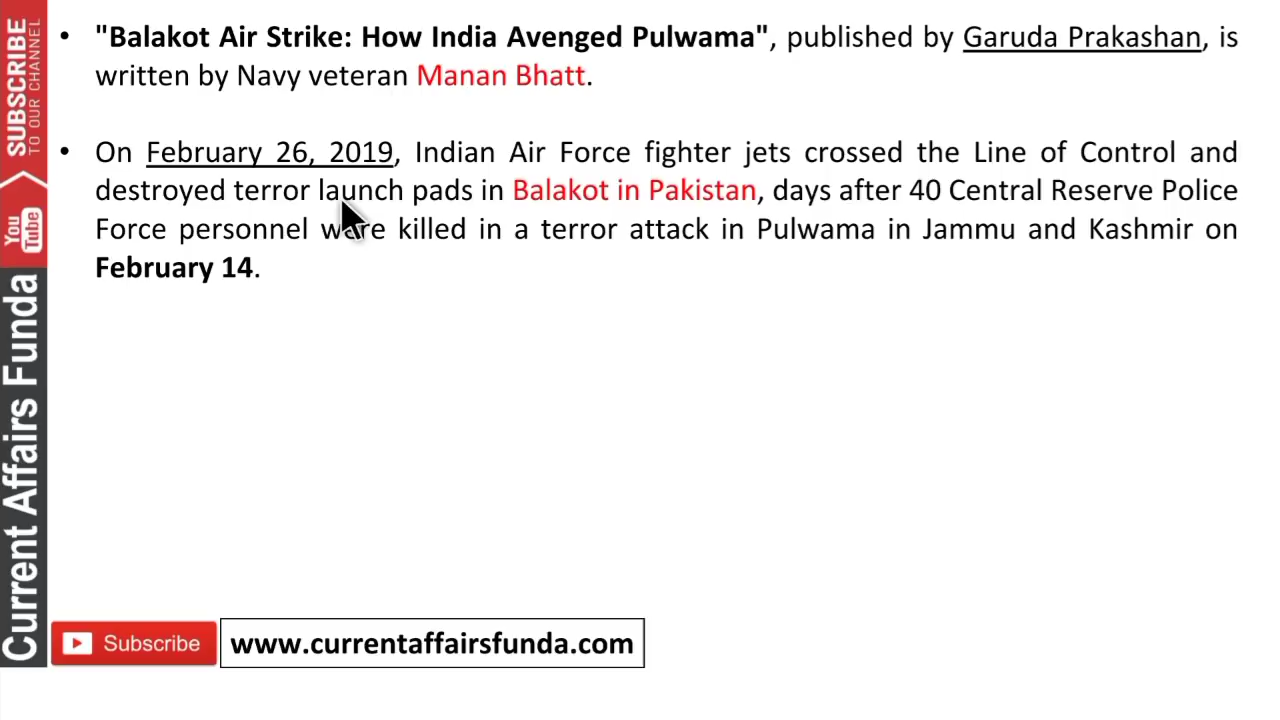 • "Balakot Air Strike: How India Avenged Pulwama", published by Garuda Prakashan, is
written by Navy veteran Manan Bhatt.
• On February 26, 2019, Indian Air Force fighter jets crossed the Line of Control and
destroyed terror launch pads in Balakot in Pakistan, days after 40 Central Reserve Police
Force personnel were killed in a terror attack in Pulwama in Jammu and Kashmir on
February 14.
SUBSCRIBE
TO OUR CHANNEL
You
Tube
Current Affairs Funda
Subscribe
www.currentaffairsfunda.com